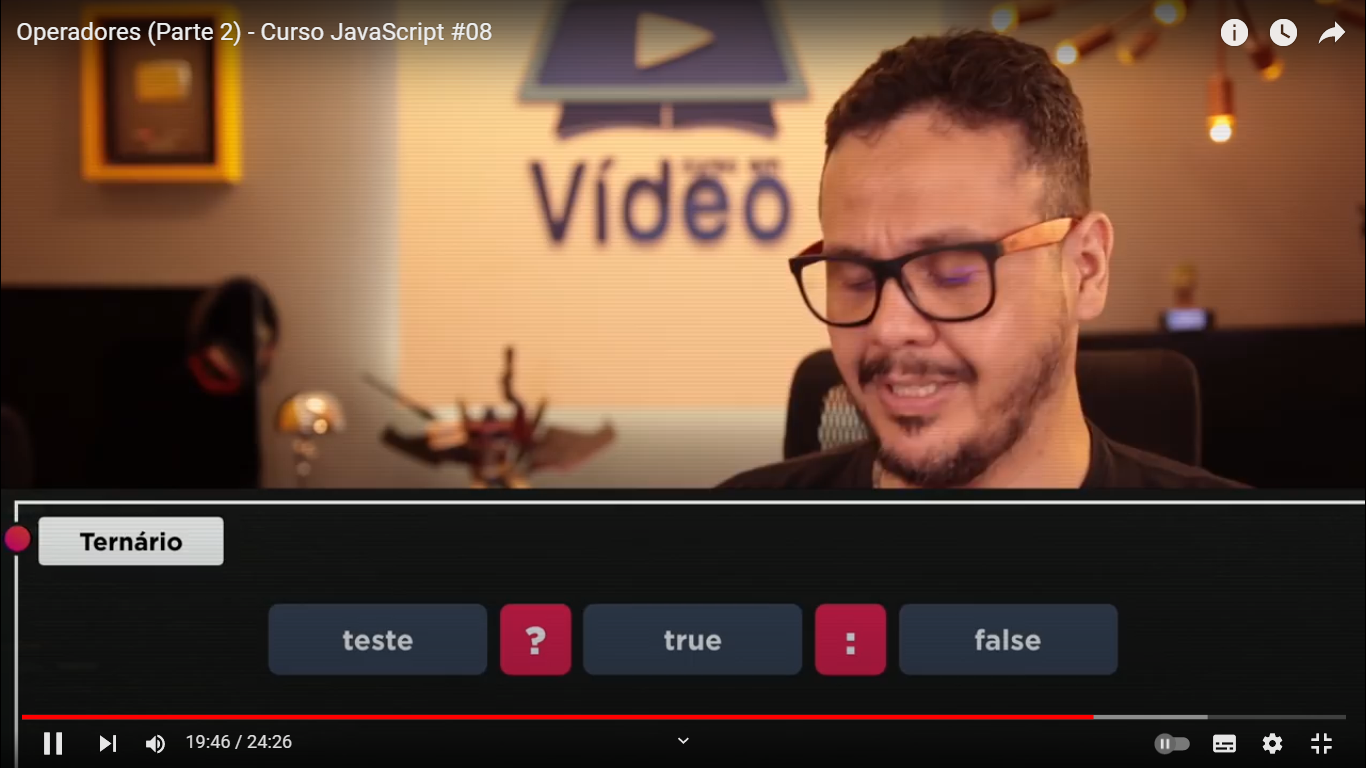 Operadores (Parte 2) - Curso JavaScript #08
Vídeo
Ternário
teste ? true : false
19:46 / 24:26